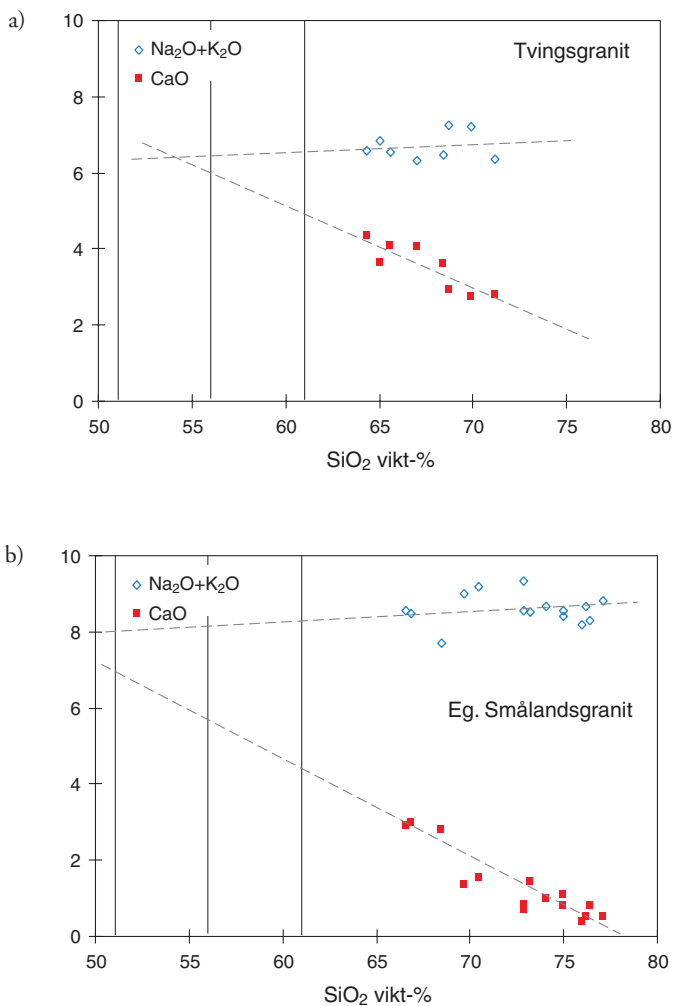 a)
10
Na₂O+K₂O
Tvingsgranit
CaO
8
6
4
2
0
50 55 60 65 70 75 80
SiO₂ vikt-%
b)
10
Na₂O+K₂O
CaO
8
Eg. Smålandsgranit
6
4
2
0
50 55 60 65 70 75 80
SiO₂ vikt-%